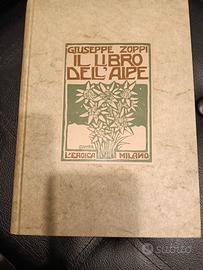 GIUSEPPE ZOPPI
IL LIBRO
DELL'ALPE
L'EROICA MILANO
subito